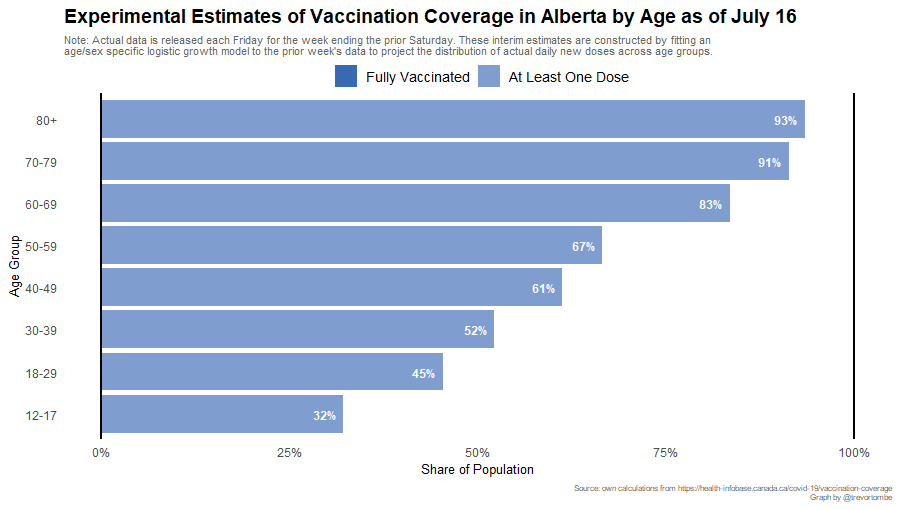 Experimental Estimates of Vaccination Coverage in Alberta by Age as of July 16
Note: Actual data is released each Friday for the week ending the prior Saturday. These interim estimates are constructed by fitting an
age/sex specific logistic growth model to the prior week's data to project the distribution of actual daily new doses across age groups.
Fully Vaccinated At Least One Dose
80+ 93%
70-79 91%
60-69 83%
50-59 67%
40-49 61%
30-39 52%
18-29 45%
12-17 32%
Age Group
0% 25% 50% 75% 100%
Share of Population
Source: own calculations from https://health-infobase.canada.ca/covid-19/vaccination-coverage
Graph by @trevortombe